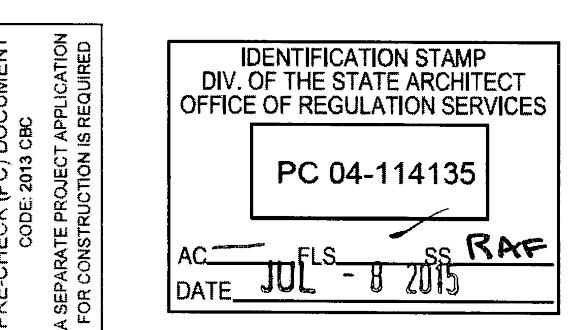 PRE-CHECK (PC) DOCUMENT
CODE: 2013 CBC
A SEPARATE PROJECT APPLICATION
FOR CONSTRUCTION IS REQUIRED
IDENTIFICATION STAMP
DIV. OF THE STATE ARCHITECT
OFFICE OF REGULATION SERVICES
PC 04-114135
AC — FLS SS RAF
DATE JUL - 8 2015